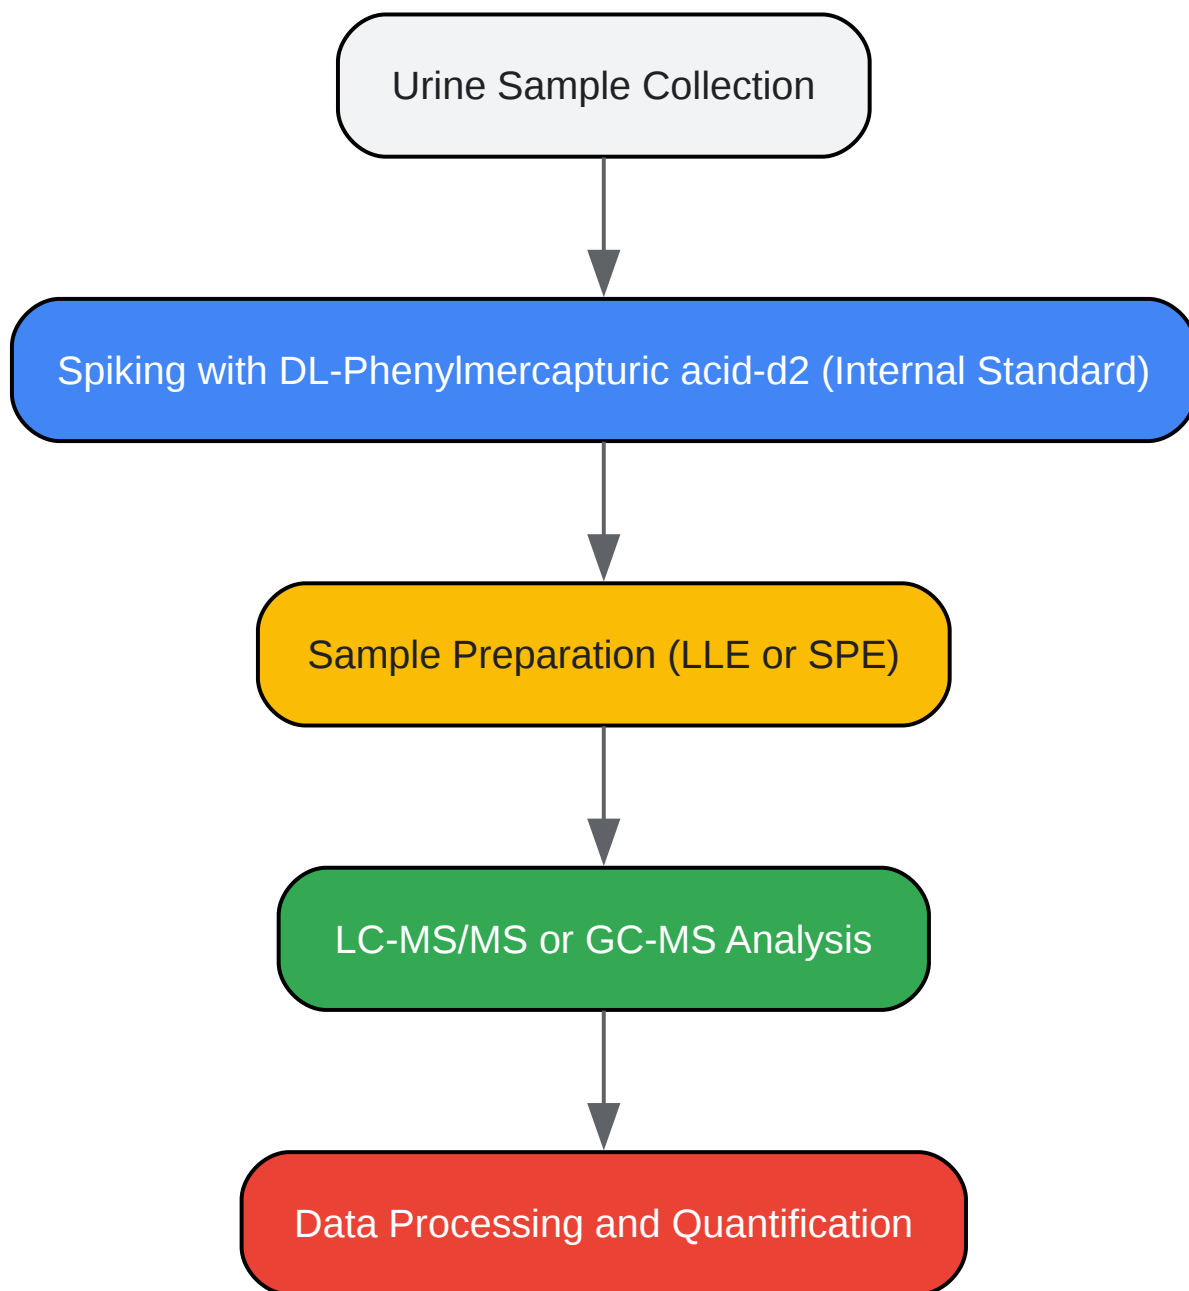 Urine Sample Collection
Spiking with DL-Phenylmercapturic acid-d2 (Internal Standard)
Sample Preparation (LLE or SPE)
LC-MS/MS or GC-MS Analysis
Data Processing and Quantification